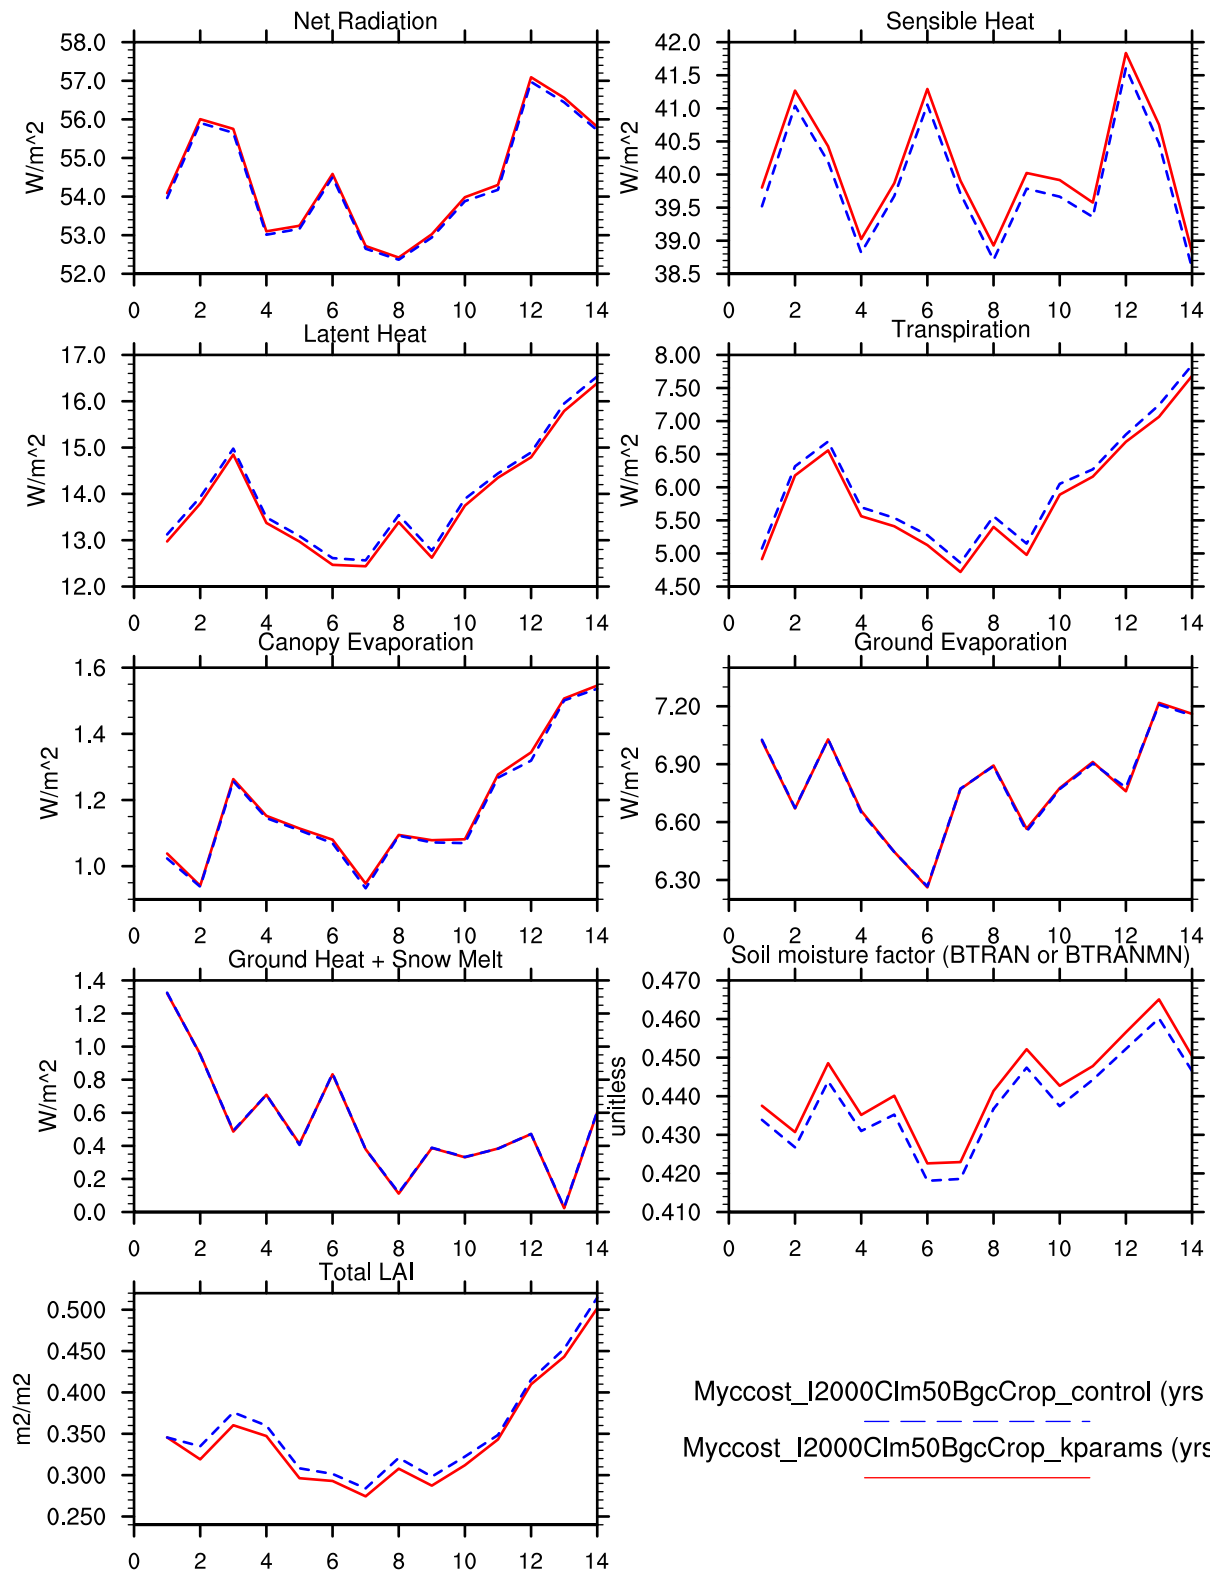 Net Radiation
58.0
57.0
56.0
55.0
54.0
53.0
52.0
W/m^2
0 2 4 6 8 10 12 14
Sensible Heat
42.0
41.5
41.0
40.5
40.0
39.5
39.0
38.5
W/m^2
0 2 4 6 8 10 12 14
Latent Heat
17.0
16.0
15.0
14.0
13.0
12.0
W/m^2
0 2 4 6 8 10 12 14
Transpiration
8.00
7.50
7.00
6.50
6.00
5.50
5.00
4.50
W/m^2
0 2 4 6 8 10 12 14
Canopy Evaporation
1.6
1.4
1.2
1.0
W/m^2
0 2 4 6 8 10 12 14
Ground Evaporation
7.20
6.90
6.60
6.30
W/m^2
0 2 4 6 8 10 12 14
Ground Heat + Snow Melt
1.4
1.2
1.0
0.8
0.6
0.4
0.2
0.0
W/m^2
0 2 4 6 8 10 12 14
Soil moisture factor (BTRAN or BTRANMN)
0.470
0.460
0.450
0.440
0.430
0.420
0.410
unitless
0 2 4 6 8 10 12 14
Total LAI
0.500
0.450
0.400
0.350
0.300
0.250
m2/m2
0 2 4 6 8 10 12 14
Myccost_I2000Clm50BgcCrop_control (yrs
Myccost_I2000Clm50BgcCrop_kparams (yrs